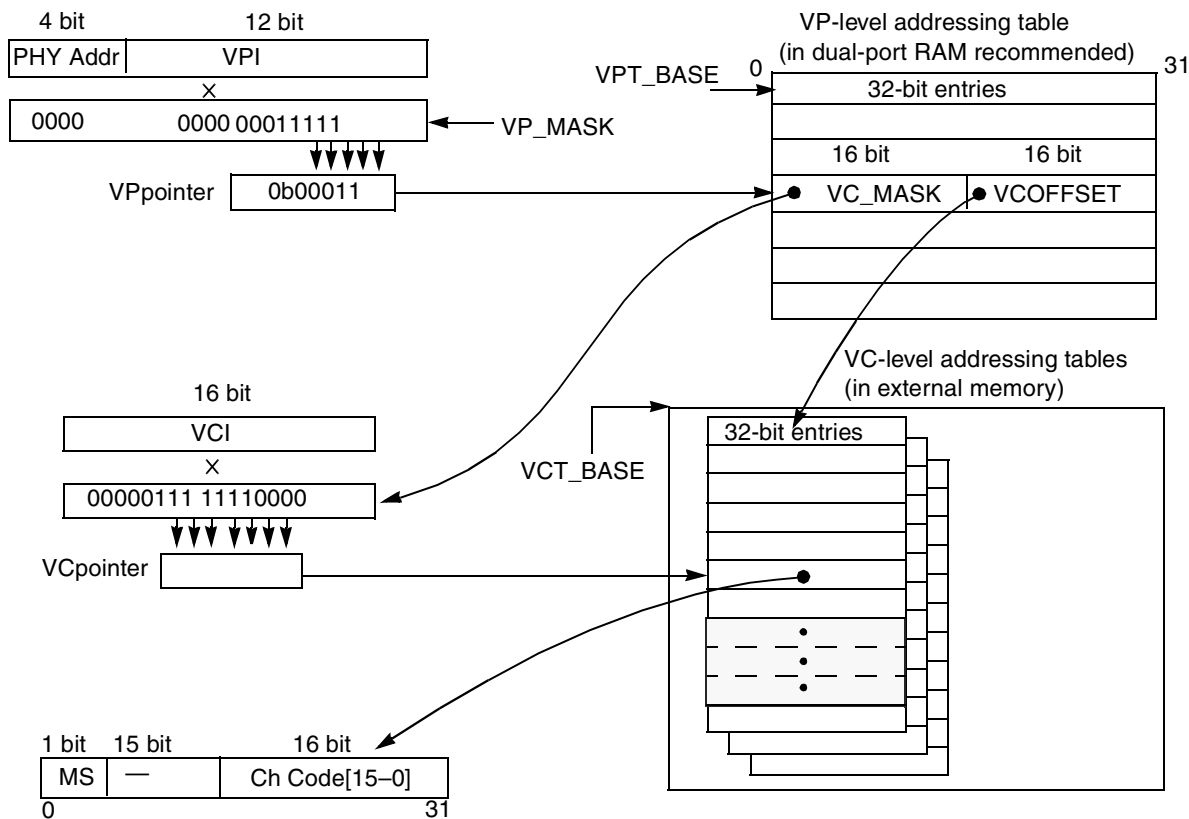 4 bit 12 bit
PHY Addr VPI
×
0000 0000 00011111
VP_MASK
VPpointer 0b00011
VP-level addressing table
(in dual-port RAM recommended)
VPT_BASE 0 31
32-bit entries
16 bit 16 bit
VC_MASK VCOFFSET
VC-level addressing tables
(in external memory)
16 bit
VCI
×
00000111 11110000
VCpointer
VCT_BASE
32-bit entries
1 bit 15 bit 16 bit
MS — Ch Code[15–0]
0 31